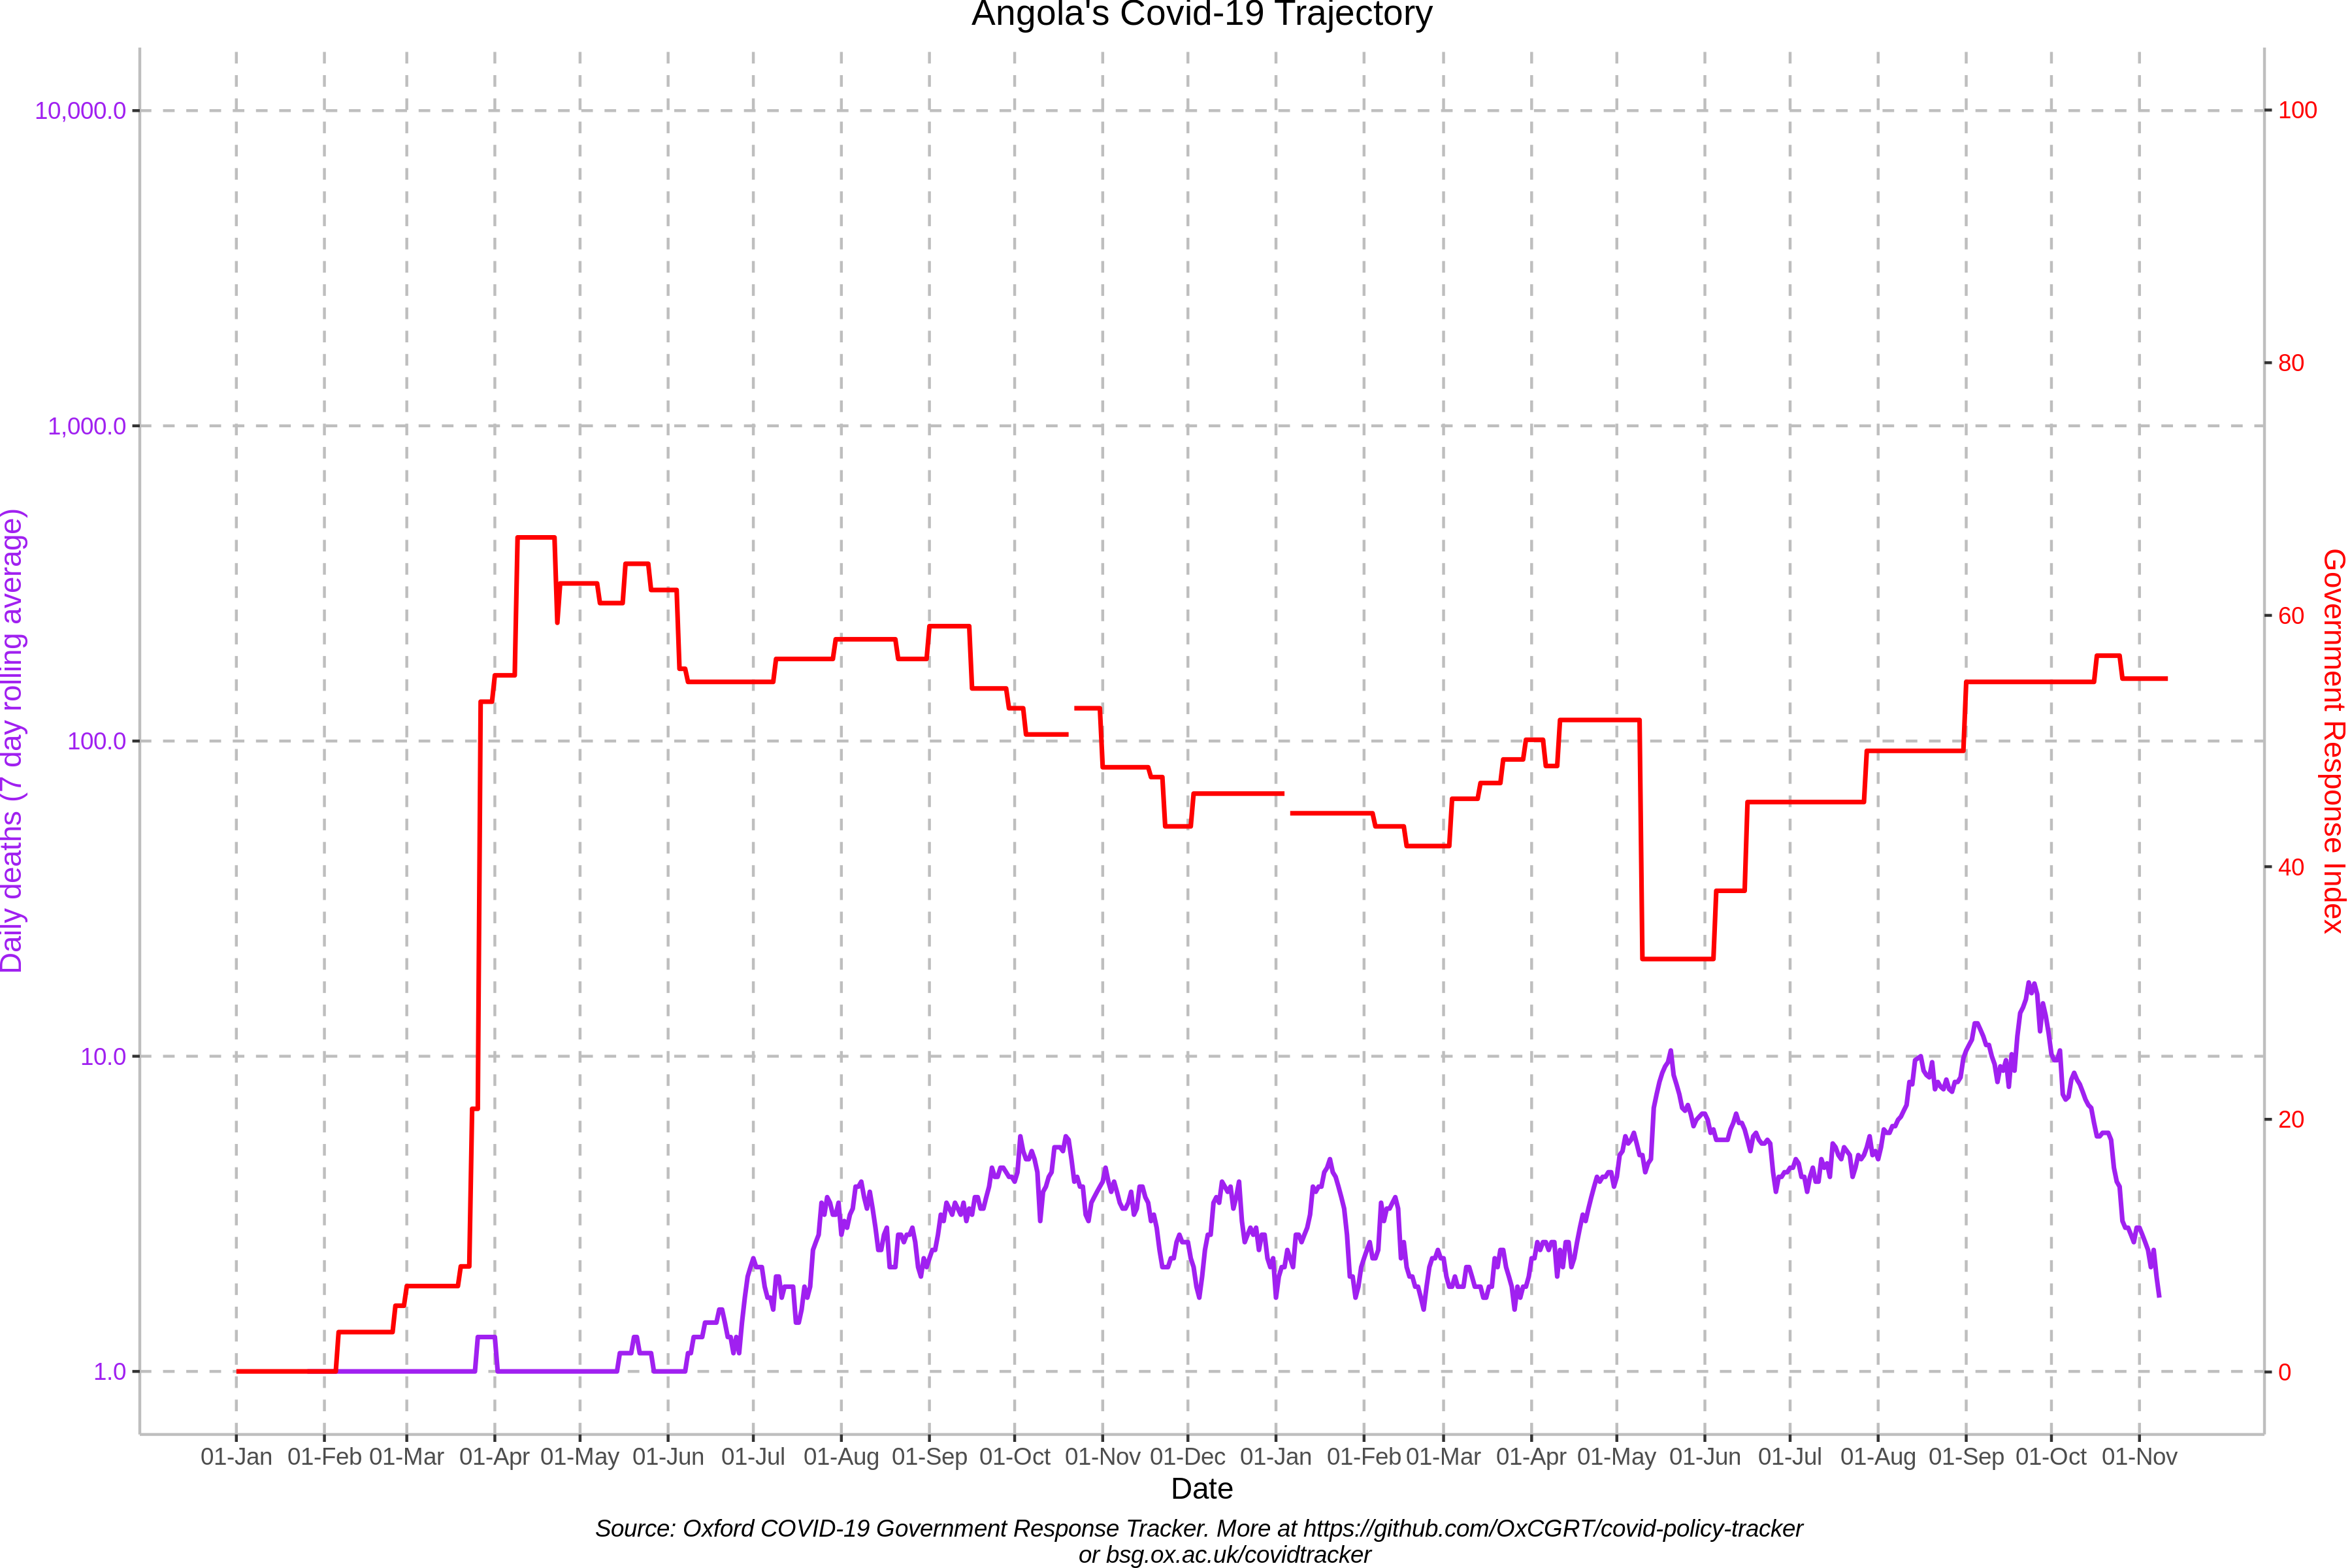 Angola's Covid-19 Trajectory
10,000.0
1,000.0
100.0
10.0
1.0
Daily deaths (7 day rolling average)
100
80
60
40
20
0
Government Response Index
01-Jan 01-Feb 01-Mar 01-Apr 01-May 01-Jun 01-Jul 01-Aug 01-Sep 01-Oct 01-Nov 01-Dec 01-Jan 01-Feb 01-Mar 01-Apr 01-May 01-Jun 01-Jul 01-Aug 01-Sep 01-Oct 01-Nov
Date
Source: Oxford COVID-19 Government Response Tracker. More at https://github.com/OxCGRT/covid-policy-tracker
or bsg.ox.ac.uk/covidtracker